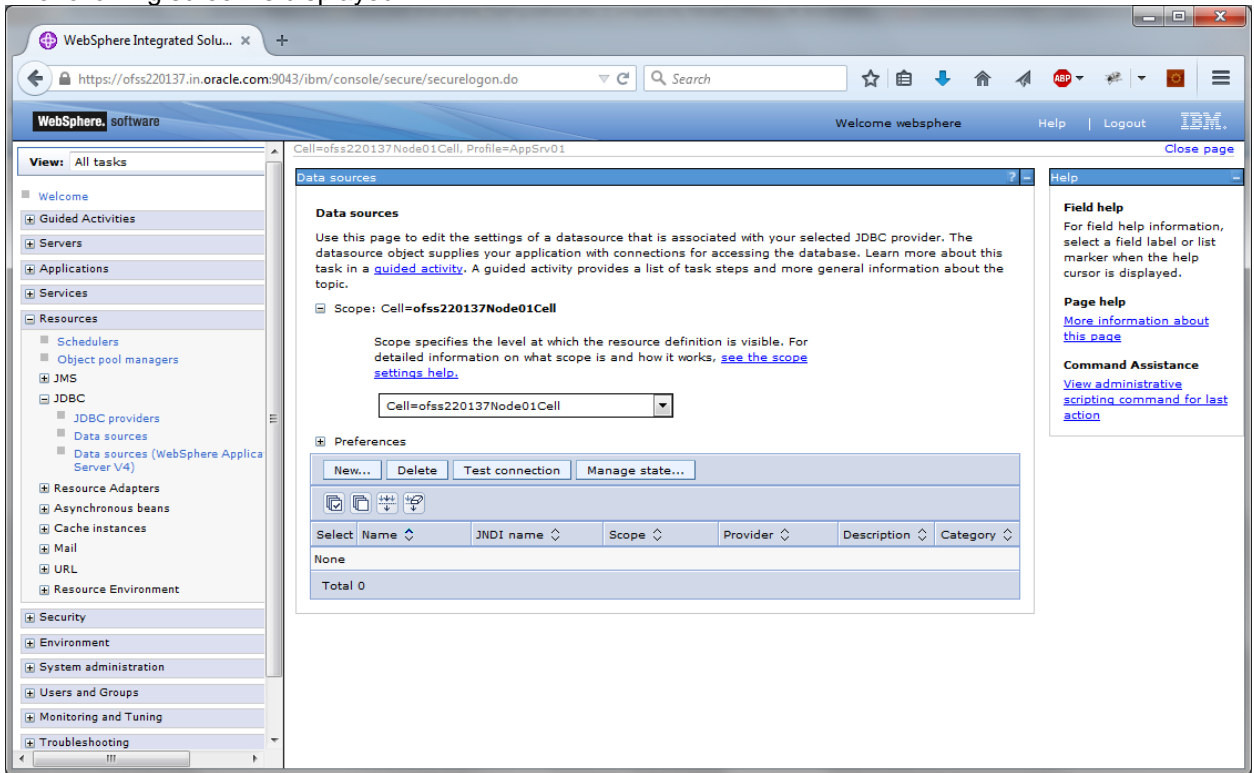 WebSphere Integrated Solu... × +
https://ofss220137.in.oracle.com:9043/ibm/console/secure/securelogon.do
Search
ABP
WebSphere. software
Welcome websphere
Help | Logout
IBM.
View: All tasks
Welcome
Guided Activities
Servers
Applications
Services
Resources
Schedulers
Object pool managers
JMS
JDBC
JDBC providers
Data sources
Data sources (WebSphere Applica
Server V4)
Resource Adapters
Asynchronous beans
Cache instances
Mail
URL
Resource Environment
Security
Environment
System administration
Users and Groups
Monitoring and Tuning
Troubleshooting
Cell=ofss220137Node01Cell, Profile=AppSrv01
Close page
Data sources ? –
Data sources
Use this page to edit the settings of a datasource that is associated with your selected JDBC provider. The
datasource object supplies your application with connections for accessing the database. Learn more about this
task in a guided activity. A guided activity provides a list of task steps and more general information about the
topic.
Scope: Cell=ofss220137Node01Cell
Scope specifies the level at which the resource definition is visible. For
detailed information on what scope is and how it works, see the scope
settings help.
Cell=ofss220137Node01Cell
Preferences
New... Delete Test connection Manage state...
Select Name JNDI name Scope Provider Description Category
None
Total 0
Help –
Field help
For field help information,
select a field label or list
marker when the help
cursor is displayed.
Page help
More information about
this page
Command Assistance
View administrative
scripting command for last
action